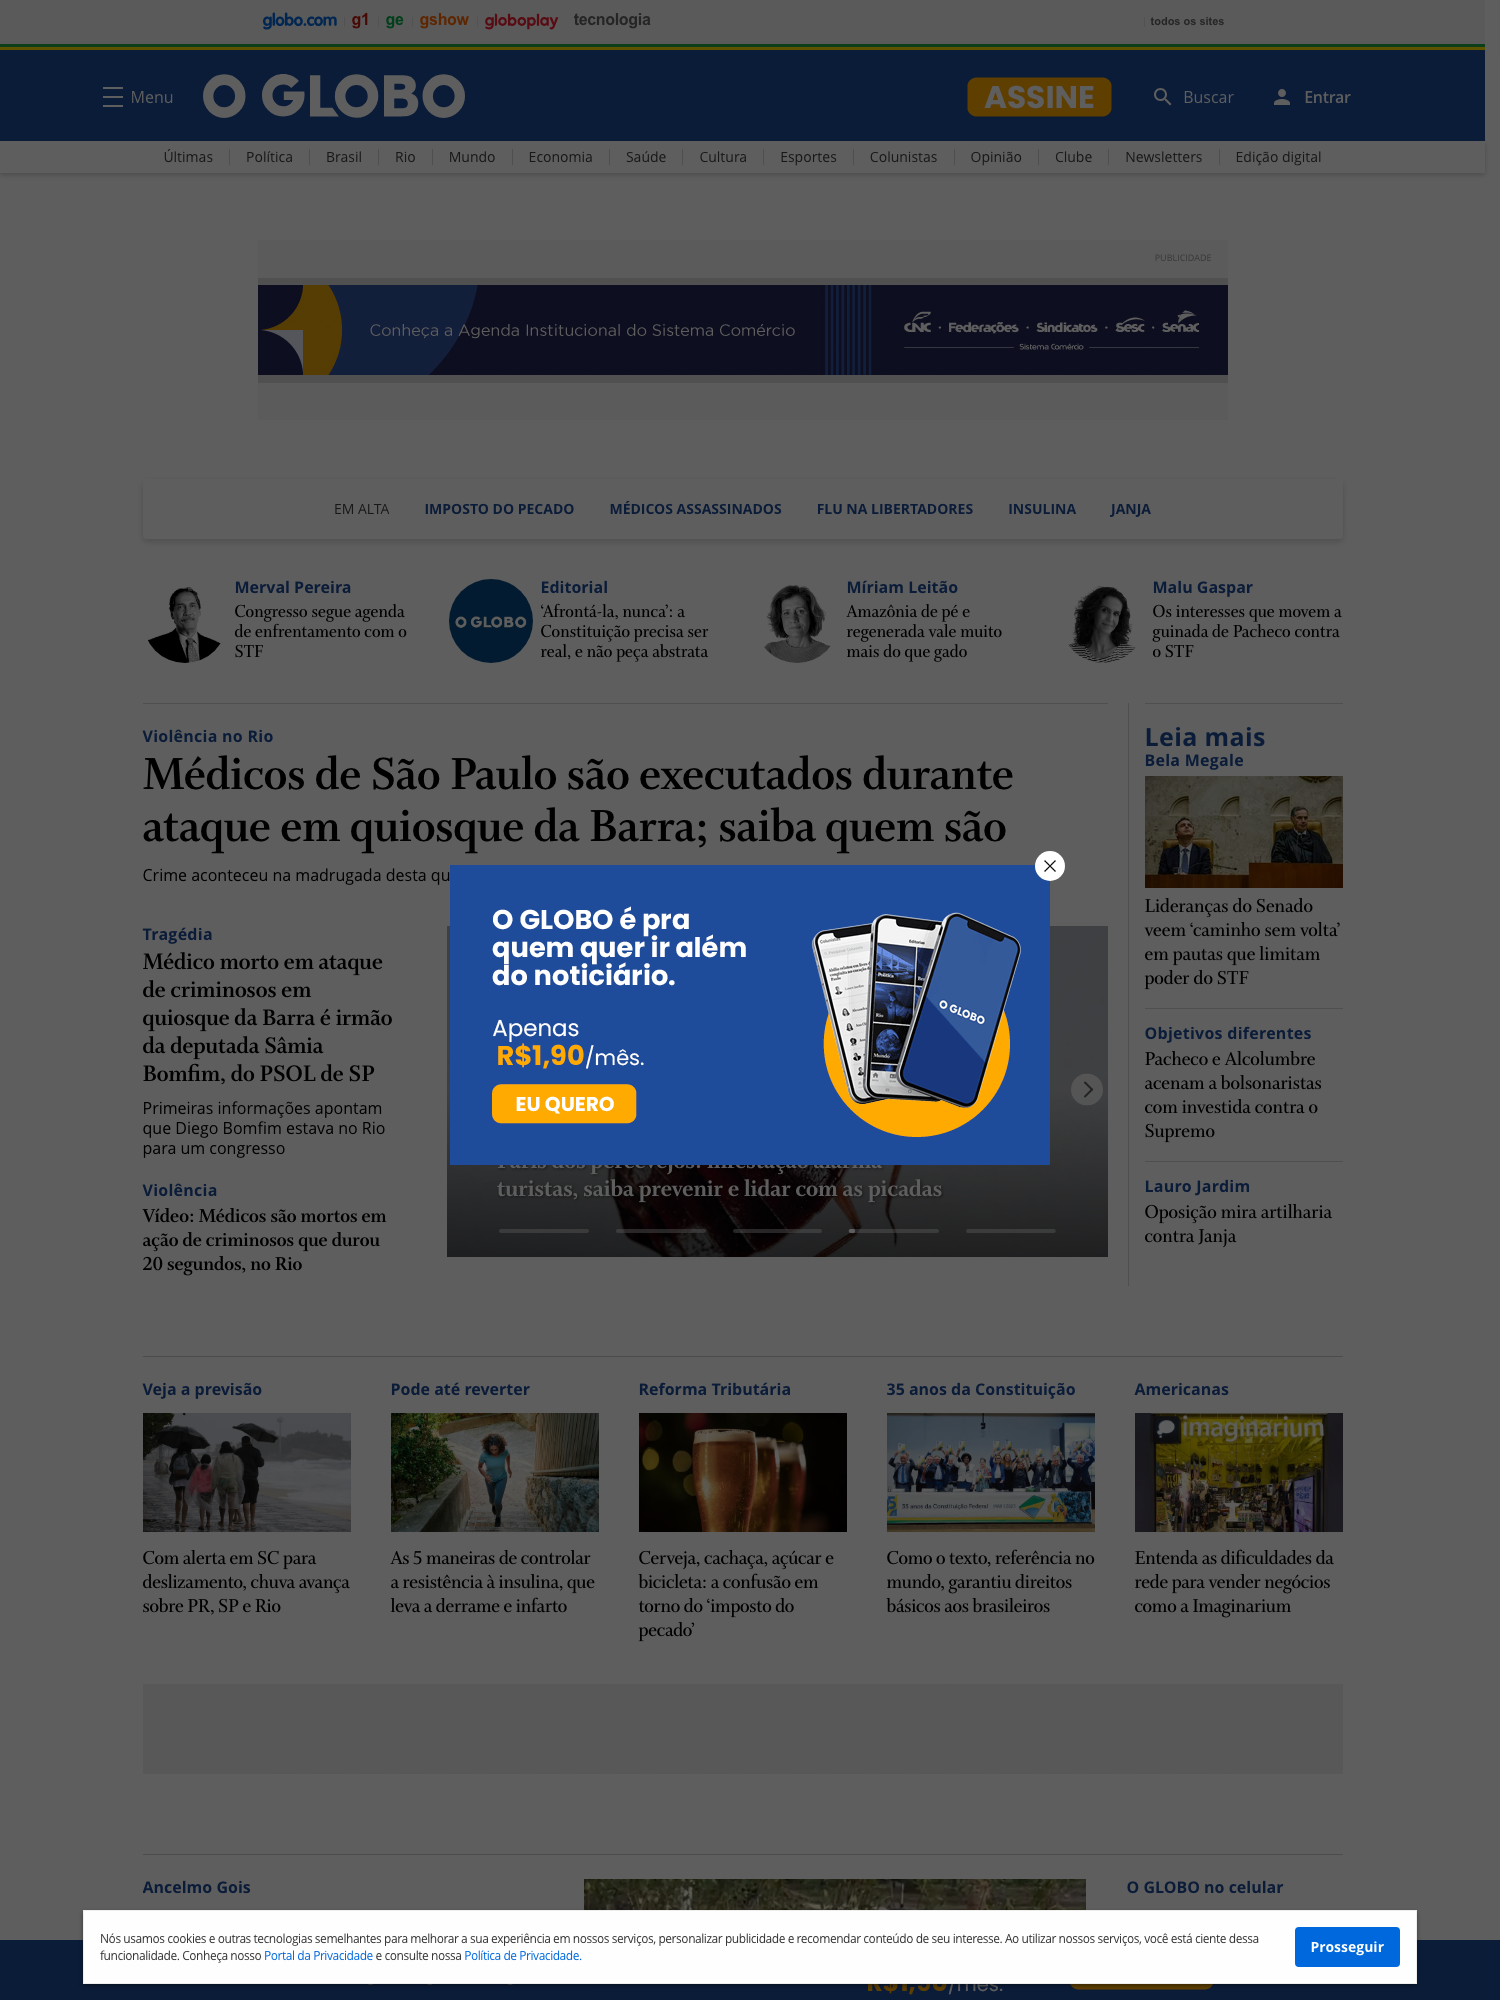 globo.com
g1
ge
gshow
globoplay
tecnologia
todos os sites
Menu
O GLOBO
ASSINE
Buscar
Entrar
Últimas
Política
Brasil
Rio
Mundo
Economia
Saúde
Cultura
Esportes
Colunistas
Opinião
Clube
Newsletters
Edição digital
PUBLICIDADE
Conheça a Agenda Institucional do Sistema Comércio
CNC · Federações · Sindicatos · Sesc · Senac
Sistema Comércio
EM ALTA
IMPOSTO DO PECADO
MÉDICOS ASSASSINADOS
FLU NA LIBERTADORES
INSULINA
JANJA
Merval Pereira
Congresso segue agenda
de enfrentamento com o
STF
O GLOBO
Editorial
‘Afrontá-la, nunca’: a
Constituição precisa ser
real, e não peça abstrata
Míriam Leitão
Amazônia de pé e
regenerada vale muito
mais do que gado
Malu Gaspar
Os interesses que movem a
guinada de Pacheco contra
o STF
Violência no Rio
Médicos de São Paulo são executados durante
ataque em quiosque da Barra; saiba quem são
Crime aconteceu na madrugada desta qu
Tragédia
Médico morto em ataque
de criminosos em
quiosque da Barra é irmão
da deputada Sâmia
Bomfim, do PSOL de SP
Primeiras informações apontam
que Diego Bomfim estava no Rio
para um congresso
Violência
Vídeo: Médicos são mortos em
ação de criminosos que durou
20 segundos, no Rio
O GLOBO é pra
quem quer ir além
do noticiário.
Apenas
R$1,90/mês.
EU QUERO
O GLOBO
Paris dos percevejos: infestação alarma
turistas, saiba prevenir e lidar com as picadas
Leia mais
Bela Megale
Lideranças do Senado
veem ‘caminho sem volta’
em pautas que limitam
poder do STF
Objetivos diferentes
Pacheco e Alcolumbre
acenam a bolsonaristas
com investida contra o
Supremo
Lauro Jardim
Oposição mira artilharia
contra Janja
Veja a previsão
Com alerta em SC para
deslizamento, chuva avança
sobre PR, SP e Rio
Pode até reverter
As 5 maneiras de controlar
a resistência à insulina, que
leva a derrame e infarto
Reforma Tributária
Cerveja, cachaça, açúcar e
bicicleta: a confusão em
torno do ‘imposto do
pecado’
35 anos da Constituição
35 anos da Constituição Federal
Como o texto, referência no
mundo, garantiu direitos
básicos aos brasileiros
Americanas
imaginarium
Entenda as dificuldades da
rede para vender negócios
como a Imaginarium
Ancelmo Gois
O GLOBO no celular
Nós usamos cookies e outras tecnologias semelhantes para melhorar a sua experiência em nossos serviços, personalizar publicidade e recomendar conteúdo de seu interesse. Ao utilizar nossos serviços, você está ciente dessa
funcionalidade. Conheça nosso Portal da Privacidade e consulte nossa Política de Privacidade.
Prosseguir
R$1,90/mês.